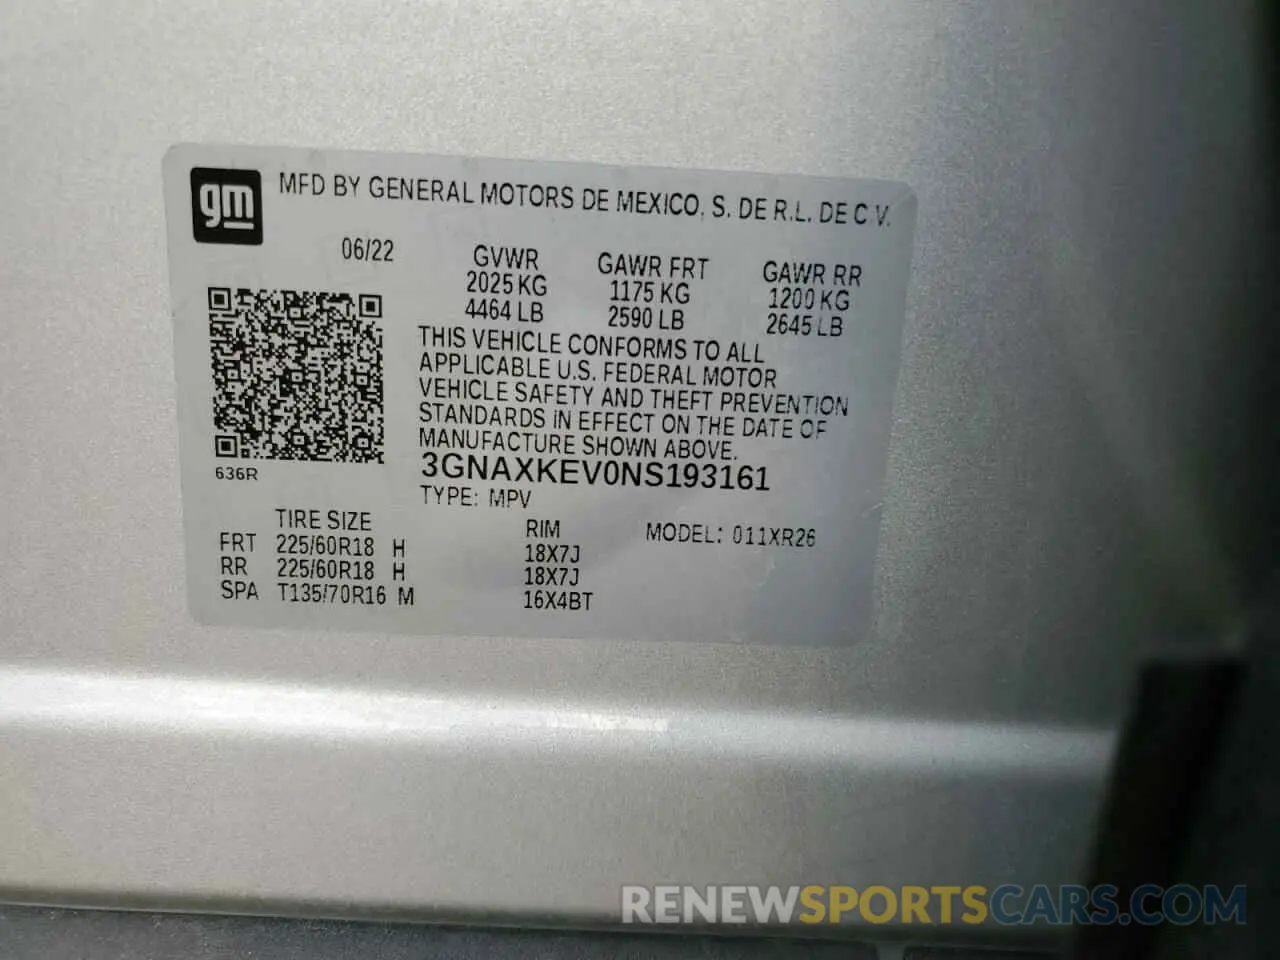 gm
MFD BY GENERAL MOTORS DE MEXICO, S. DE R.L. DE C V.
06/22
GVWR GAWR FRT GAWR RR
2025 KG 1175 KG 1200 KG
4464 LB 2590 LB 2645 LB
THIS VEHICLE CONFORMS TO ALL
APPLICABLE U.S. FEDERAL MOTOR
VEHICLE SAFETY AND THEFT PREVENTION
STANDARDS IN EFFECT ON THE DATE OF
MANUFACTURE SHOWN ABOVE.
3GNAXKEV0NS193161
636R
TYPE: MPV
TIRE SIZE RIM MODEL: 011XR26
FRT 225/60R18 H 18X7J
RR 225/60R18 H 18X7J
SPA T135/70R16 M 16X4BT
RENEWSPORTSCARS.COM